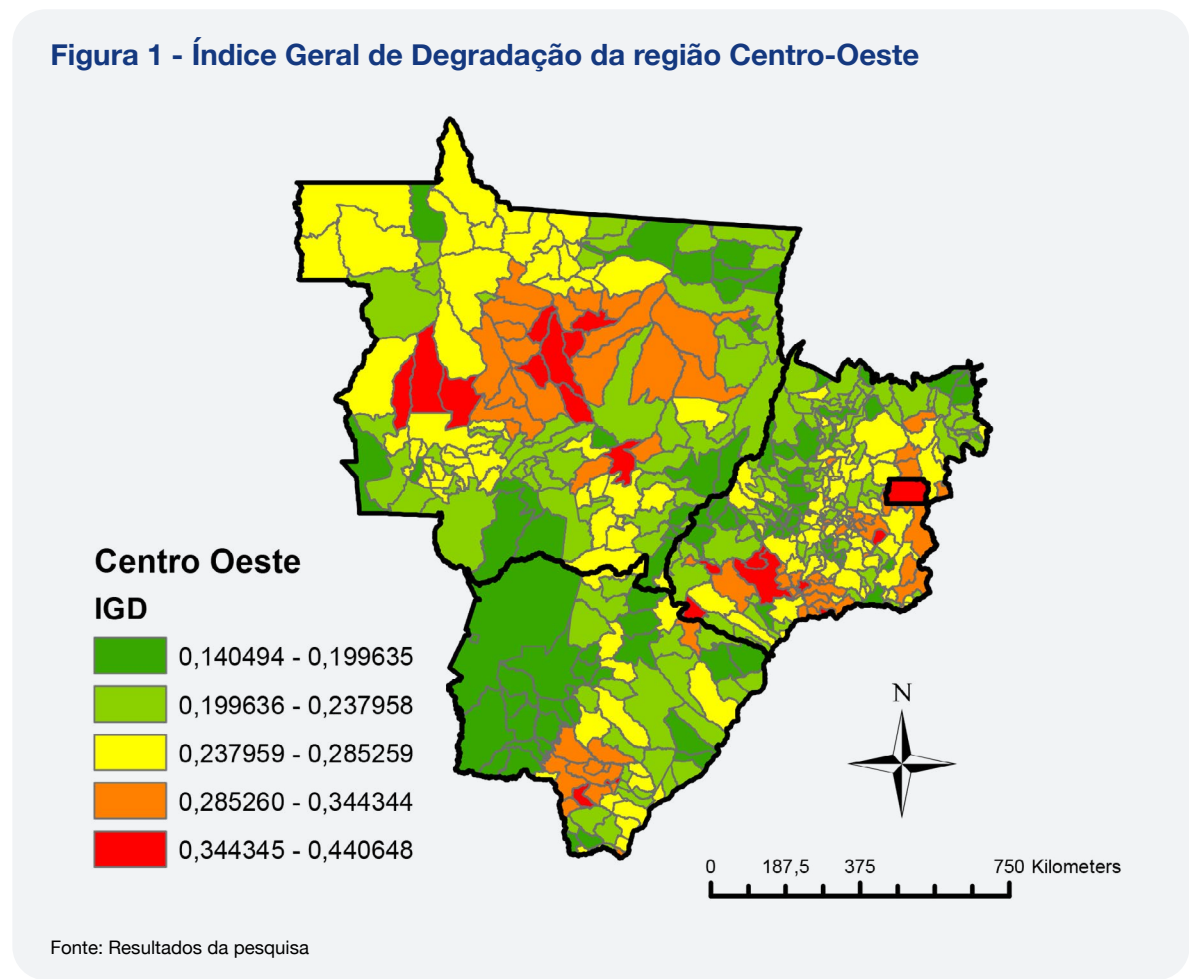 Figura 1 - Índice Geral de Degradação da região Centro-Oeste
Centro Oeste
IGD
0,140494 - 0,199635
0,199636 - 0,237958
0,237959 - 0,285259
0,285260 - 0,344344
0,344345 - 0,440648
N
0 187,5 375 750 Kilometers
Fonte: Resultados da pesquisa